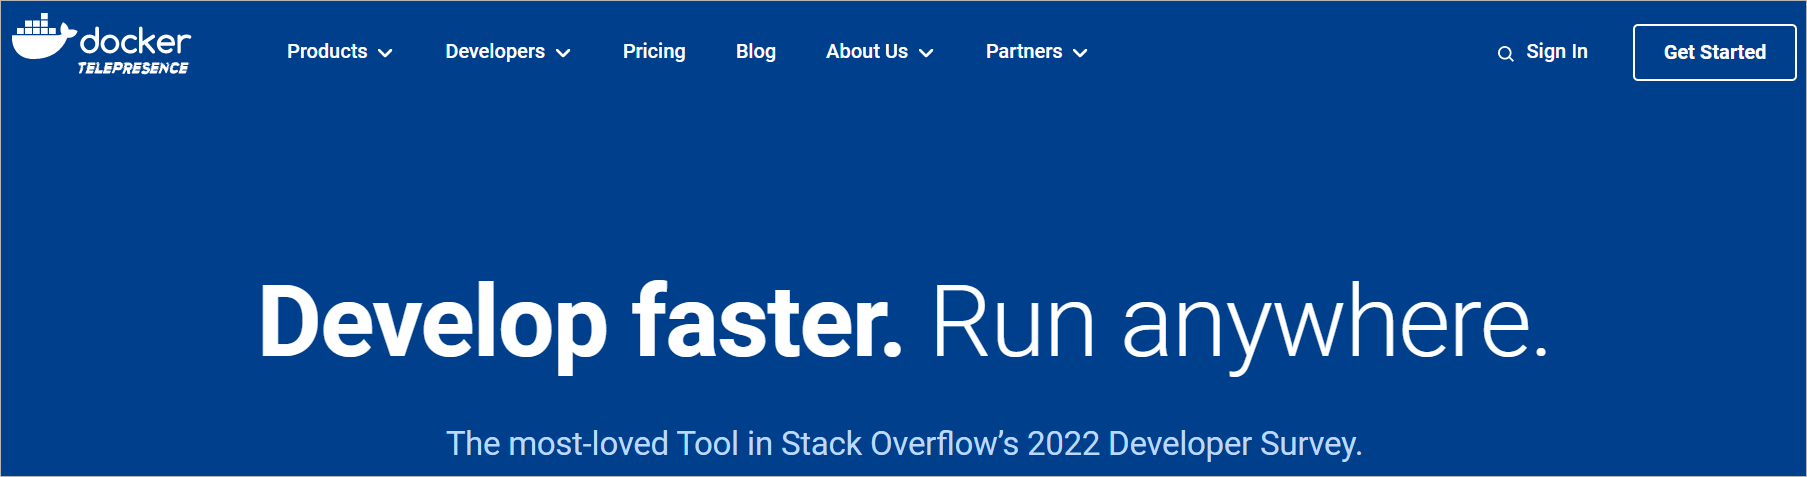 docker
TELEPRESENCE
Products Developers Pricing Blog About Us Partners Sign In Get Started
Develop faster. Run anywhere.
The most-loved Tool in Stack Overflow’s 2022 Developer Survey.